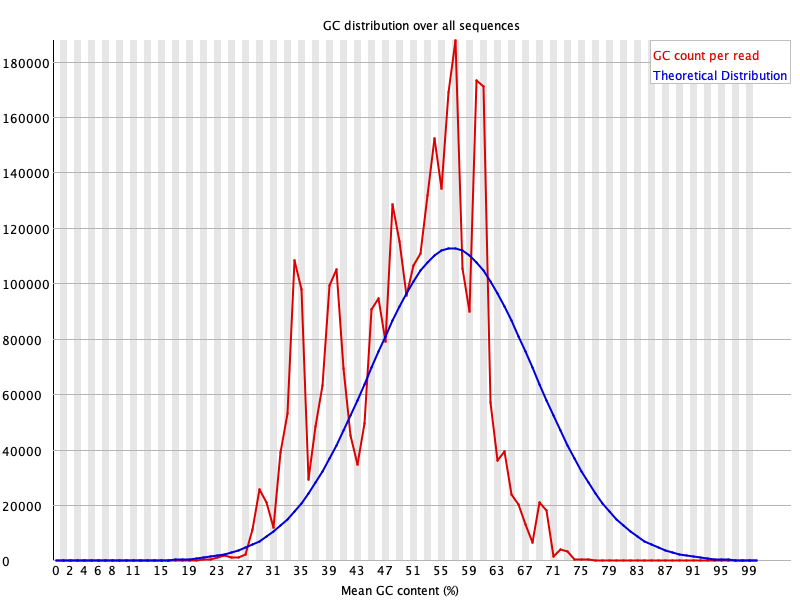 GC distribution over all sequences
GC count per read
Theoretical Distribution
180000
160000
140000
120000
100000
80000
60000
40000
20000
0
0 2 4 6 8 11 15 19 23 27 31 35 39 43 47 51 55 59 63 67 71 75 79 83 87 91 95 99
Mean GC content (%)